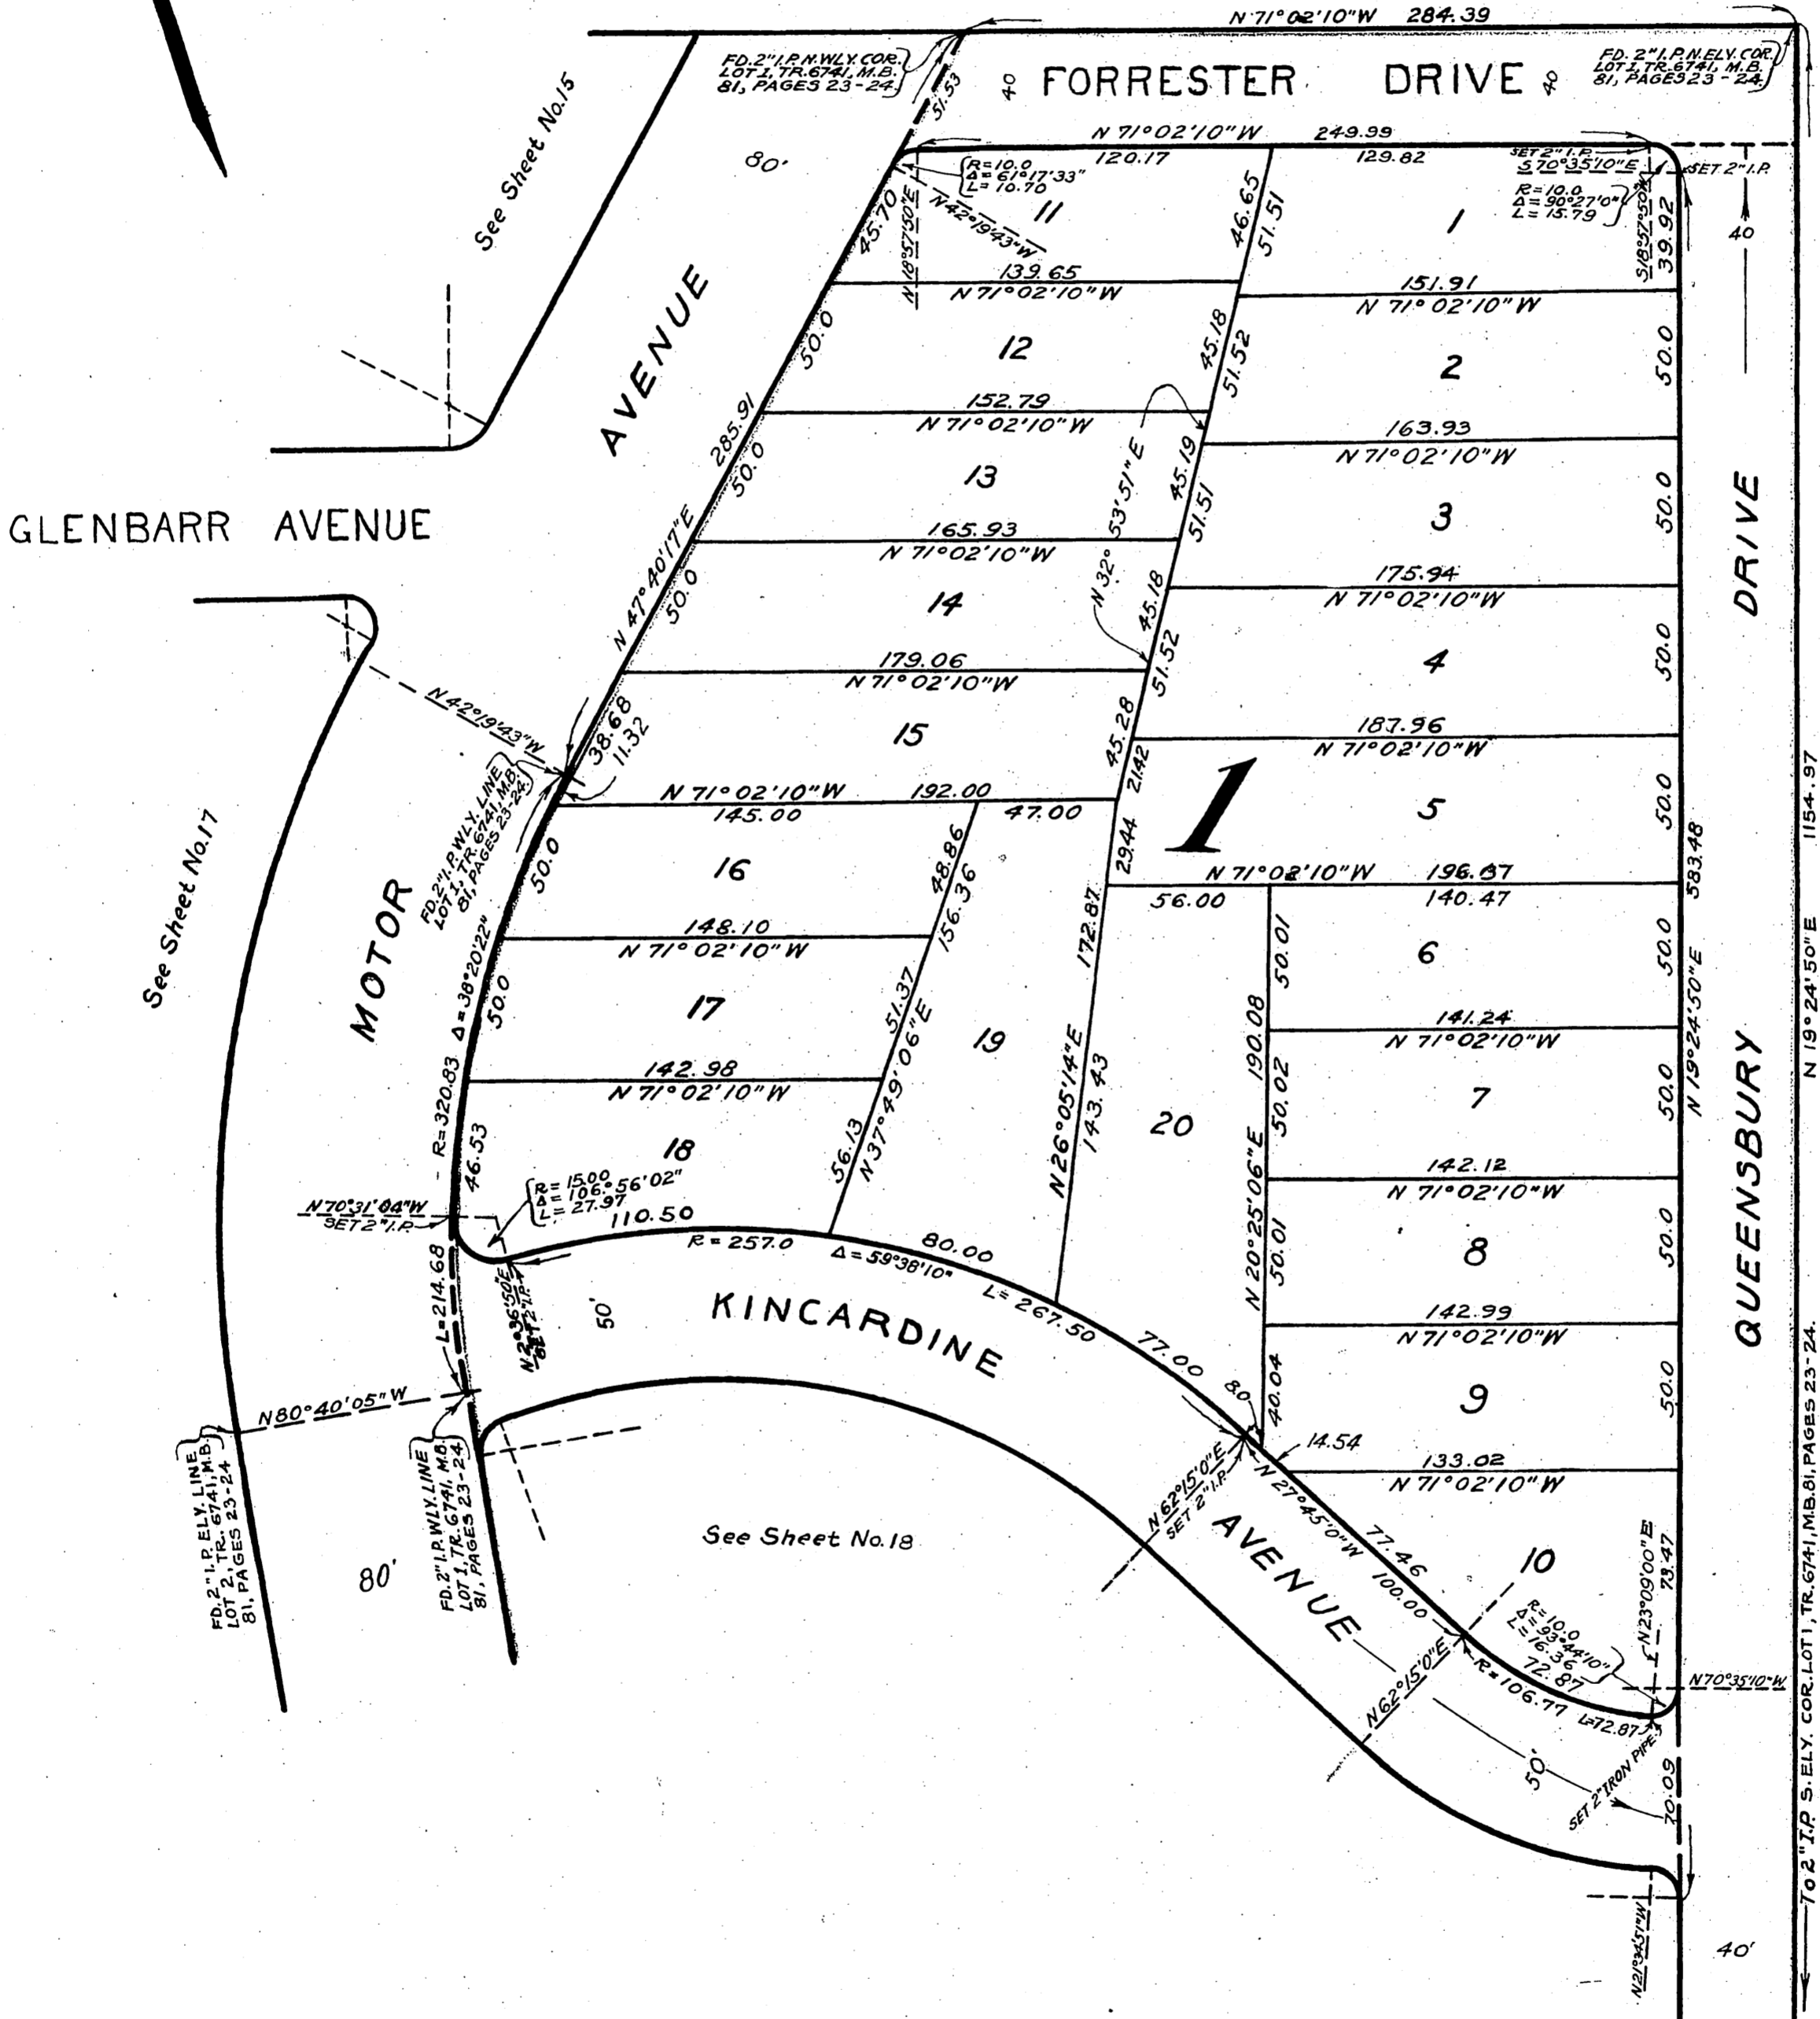 N 71°02'10"W 284.39
FD. 2" I.P. N.WLY. COR.
LOT 1, TR. 6741, M.B.
81, PAGES 23-24.
51.53
40
FORRESTER DRIVE
40
FD. 2" I.P. N.ELY. COR.
LOT 1, TR. 6741, M.B.
81, PAGES 23-24.
See Sheet No.15
80'
N 71°02'10"W 249.99
120.17
129.82
SET 2" I.P.
S 70°35'10"E
SET 2" I.P.
R=10.0
Δ=61°17'33"
L=10.70
R=10.0
Δ=90°27'0"
L=15.79
N 18°57'50"E
N 42°19'43"W
S 18°57'50"W
39.92
40
45.70
11
46.65
51.51
1
139.65
N 71°02'10"W
151.91
N 71°02'10"W
AVENUE
50.0
12
45.18
51.52
2
50.0
152.79
N 71°02'10"W
163.93
N 71°02'10"W
285.91
50.0
13
45.19
51.51
N 32°53'51"E
3
50.0
DRIVE
GLENBARR AVENUE
165.93
N 71°02'10"W
175.94
N 71°02'10"W
N 47°40'17"E
50.0
14
45.18
51.52
4
50.0
179.06
N 71°02'10"W
187.96
N 71°02'10"W
N 42°19'43"W
38.68
11.32
15
45.28
21.42
1
5
50.0
N 71°02'10"W 192.00
145.00
47.00
FD. 2" I.P. WLY. LINE
LOT 1, TR. 6741, M.B.
81, PAGES 23-24.
See Sheet No.17
MOTOR
50.0
16
48.86
156.36
29.44
N 71°02'10"W 196.37
56.00
140.47
583.48
N 19°24'50"E
N 19°24'50"E 1154.97
148.10
N 71°02'10"W
172.87
50.01
6
50.0
R=320.83 Δ=38°20'22"
50.0
17
51.37
N 37°49'06"E
19
141.24
N 71°02'10"W
142.98
N 71°02'10"W
N 26°05'14"E
143.43
20
190.08
50.02
7
50.0
QUEENSBURY
46.53
18
56.13
142.12
N 71°02'10"W
N 70°31'04"W
SET 2" I.P.
R=15.00
Δ=106°56'02"
L=27.97
110.50
R=257.0
Δ=59°38'10"
80.00
L=267.50
N 20°25'06"E
50.01
8
50.0
L=214.68
N 2°36'50"E
SET 2" I.P.
50'
KINCARDINE
77.00
142.99
N 71°02'10"W
8.0
40.04
9
50.0
N 80°40'05"W
14.54
133.02
N 71°02'10"W
FD. 2" I.P. ELY. LINE
LOT 2, TR. 6741, M.B.
81, PAGES 23-24
80'
FD. 2" I.P. WLY. LINE
LOT 1, TR. 6741, M.B.
81, PAGES 23-24
See Sheet No.18
N 62°15'0"E
SET 2" I.P.
N 27°45'0"W
77.46
100.00
AVENUE
10
N 23°09'00"E
73.47
R=10.0
Δ=93°44'10"
L=16.36
72.87
N 62°15'0"E
R=106.77
L=72.87
N 70°35'10"W
50'
SET 2" IRON PIPE
70.09
N 21°34'51"W
40'
To 2" I.P. S.ELY. COR. LOT 1, TR. 6741, M.B. 81, PAGES 23-24.